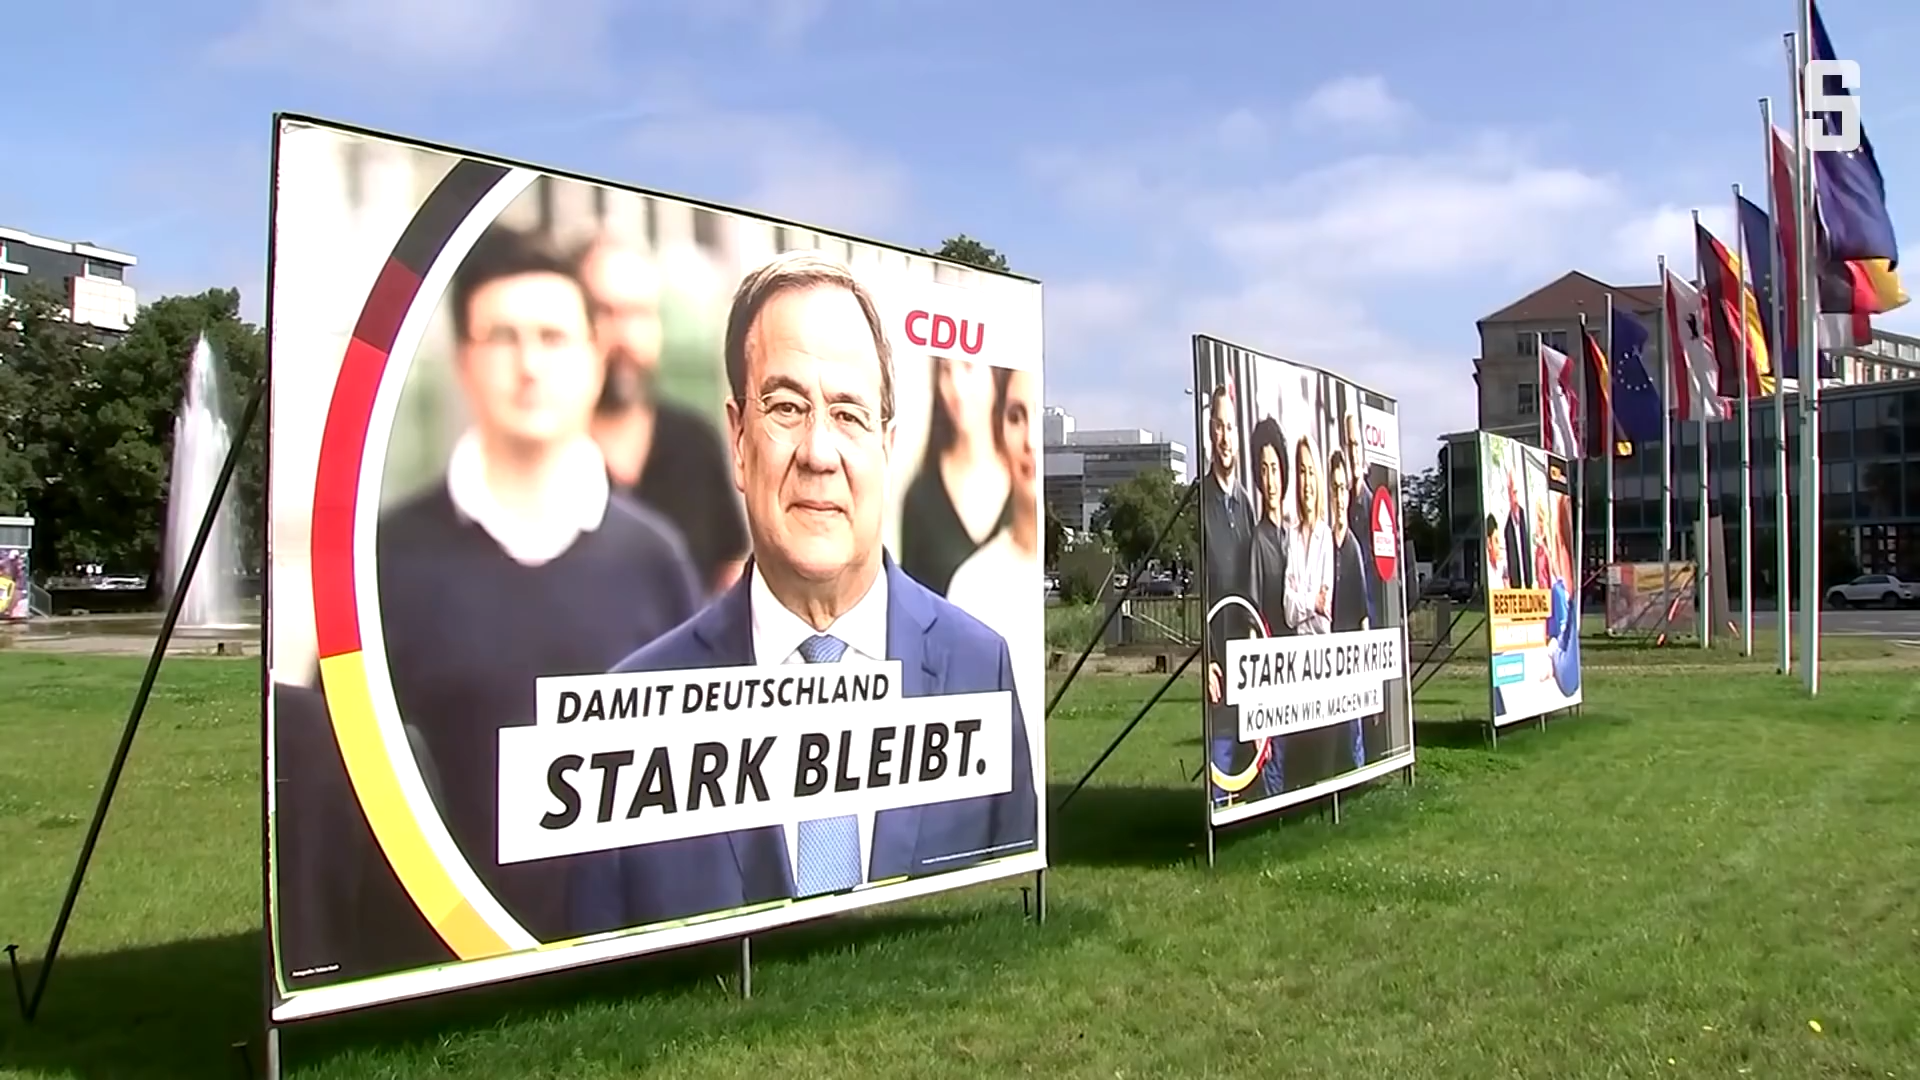 CDU
DAMIT DEUTSCHLAND
STARK BLEIBT.
CDU
STARK AUS DER KRISE.
KÖNNEN WIR, MACHEN WIR.
BESTE BILDUNG.
S